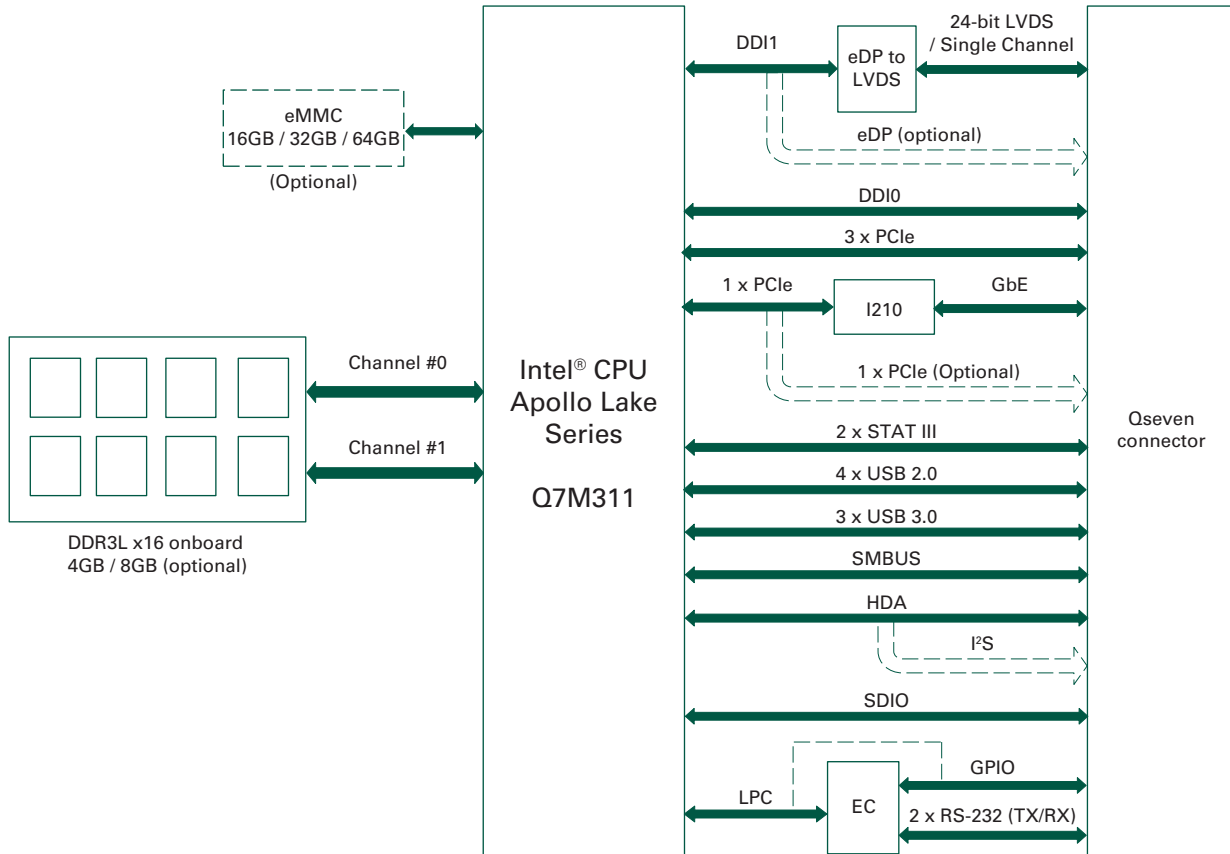 24-bit LVDS
/ Single Channel
DDI1
eDP to
LVDS
eMMC
16GB / 32GB / 64GB
(Optional)
eDP (optional)
DDI0
3 x PCIe
1 x PCIe
I210
GbE
1 x PCIe (Optional)
Channel #0
Channel #1
DDR3L x16 onboard
4GB / 8GB (optional)
Intel® CPU
Apollo Lake
Series
Q7M311
Qseven
connector
2 x STAT III
4 x USB 2.0
3 x USB 3.0
SMBUS
HDA
I²S
SDIO
LPC
EC
GPIO
2 x RS-232 (TX/RX)